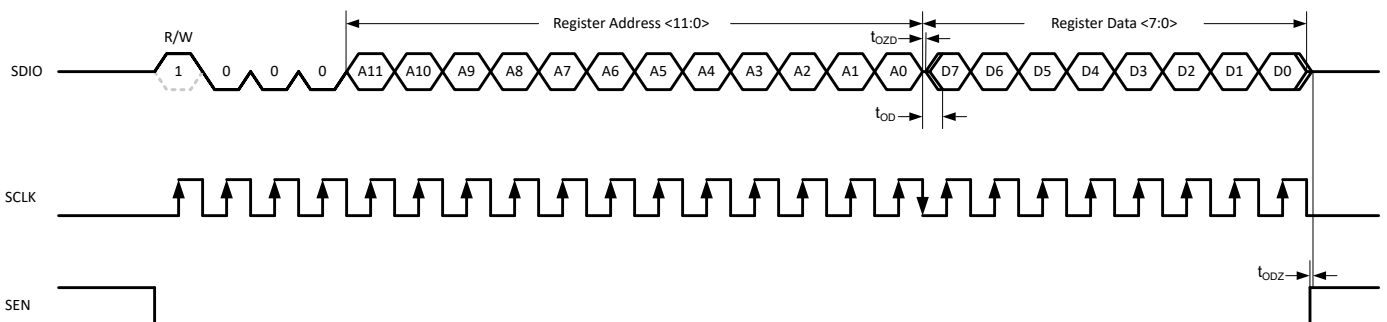 Register Address <11:0> Register Data <7:0>
R/W tOZD
SDIO 1 0 0 0 A11 A10 A9 A8 A7 A6 A5 A4 A3 A2 A1 A0 D7 D6 D5 D4 D3 D2 D1 D0
tOD
SCLK
tODZ
SEN